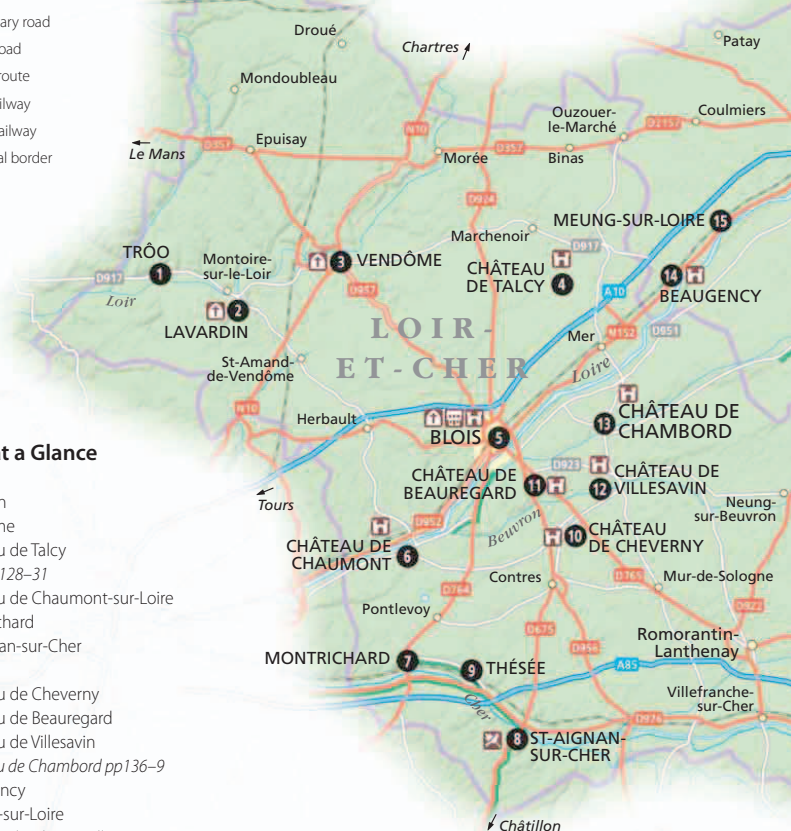 ary road
oad
route
ilway
ailway
al border
Droué
Chartres
Patay
Mondoubleau
Ouzouer-
le-Marché
Coulmiers
N10
D2157
D357
Epuisay
Le Mans
Morée
D357
Binas
D924
MEUNG-SUR-LOIRE
15
Marchenoir
D917
TRÔO
1
Montoire-
sur-le-Loir
3
VENDÔME
CHÂTEAU
DE TALCY
4
14
BEAUGENCY
D917
Loir
D957
A10
2
LAVARDIN
LOIR-
ET-CHER
N152
D951
Mer
St-Amand-
de-Vendôme
Loire
N10
Herbault
BLOIS
5
13
CHÂTEAU DE
CHAMBORD
t a Glance
D923
CHÂTEAU DE
BEAUREGARD
11
12
CHÂTEAU DE
VILLESAVIN
Tours
Neung-
sur-Beuvron
n
ne
u de Talcy
128–31
u de Chaumont-sur-Loire
chard
nan-sur-Cher
u de Cheverny
u de Beauregard
u de Villesavin
u de Chambord pp136–9
ncy
-sur-Loire
D952
Beuvron
10
CHÂTEAU
DE CHEVERNY
CHÂTEAU DE
CHAUMONT
6
Contres
D765
Mur-de-Sologne
D764
D922
Pontlevoy
D675
D956
Romorantin-
Lanthenay
MONTRICHARD
7
9
THÉSÉE
A85
Villefranche-
sur-Cher
Cher
D976
8
ST-AIGNAN-
SUR-CHER
Châtillon